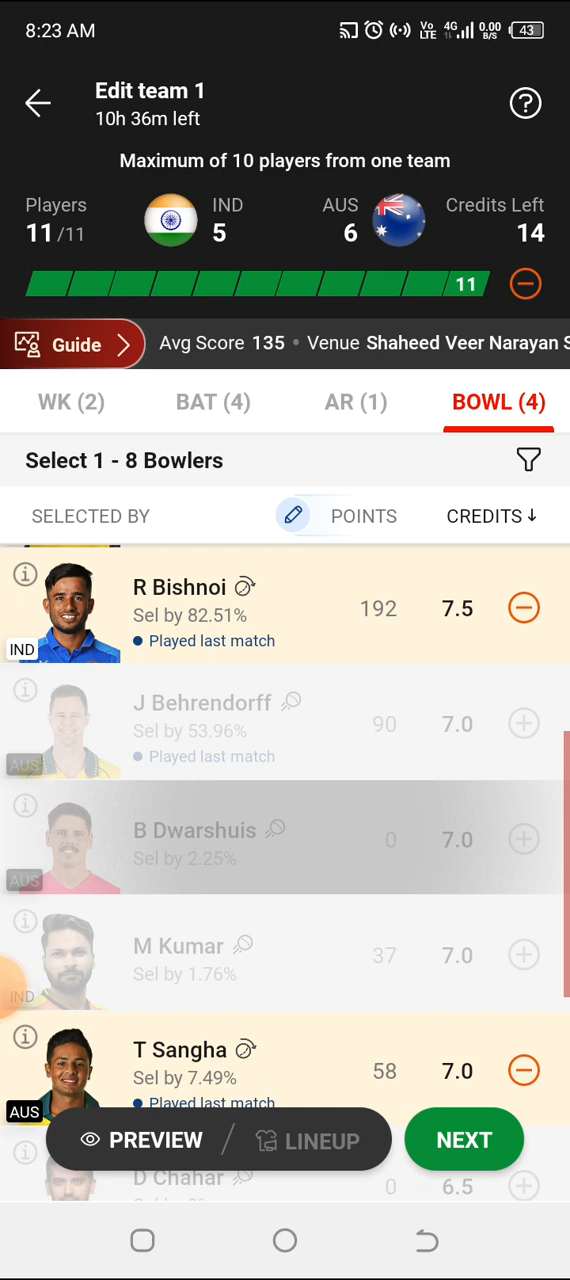 8:23 AM
Vo LTE 4G 0.00 B/S 43
Edit team 1
10h 36m left
Maximum of 10 players from one team
Players IND AUS Credits Left
11/11 5 6 14
11
Guide Avg Score 135 • Venue Shaheed Veer Narayan S
WK (2) BAT (4) AR (1) BOWL (4)
Select 1 - 8 Bowlers
SELECTED BY POINTS CREDITS↓
R Bishnoi
Sel by 82.51% 192 7.5
Played last match
IND
J Behrendorff
Sel by 53.96% 90 7.0
Played last match
AUS
B Dwarshuis
Sel by 2.25% 0 7.0
AUS
M Kumar
Sel by 1.76% 37 7.0
IND
T Sangha
Sel by 7.49% 58 7.0
Played last match
AUS
PREVIEW / LINEUP NEXT
D Chahar 0 6.5